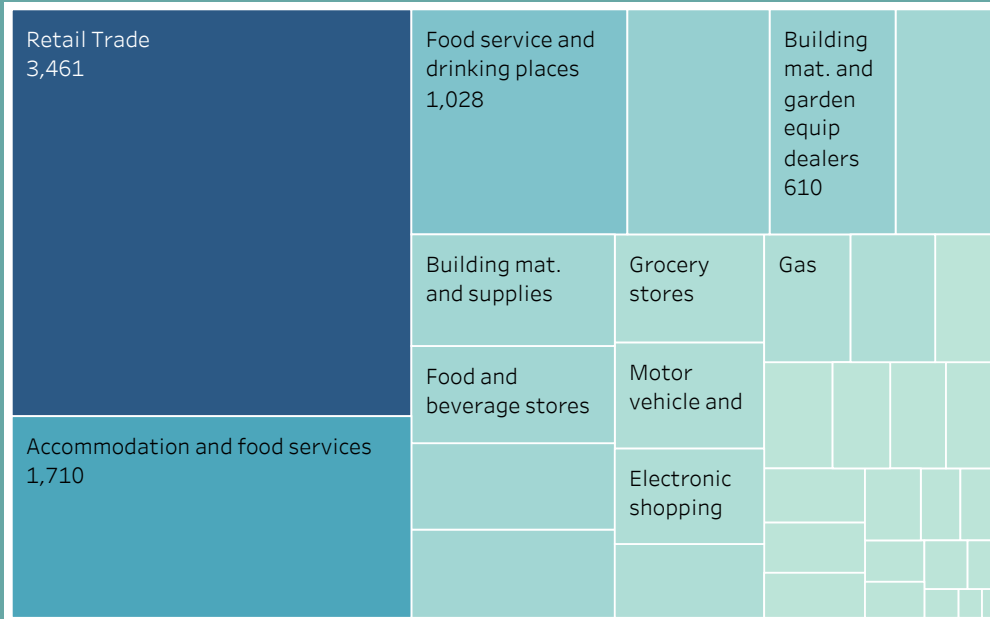 Retail Trade
3,461
Food service and
drinking places
1,028
Building
mat. and
garden
equip
dealers
610
Building mat.
and supplies
Grocery
stores
Gas
Food and
beverage stores
Motor
vehicle and
Accommodation and food services
1,710
Electronic
shopping